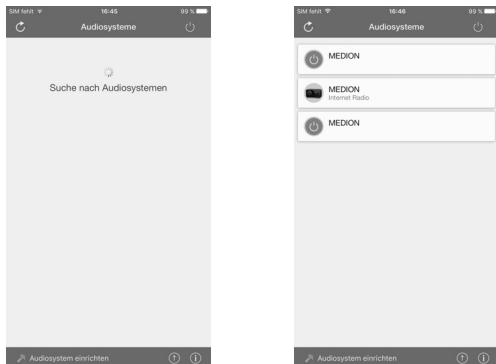 SIM fehlt 16:45 99 %
Audiosysteme
Suche nach Audiosystemen
Audiosystem einrichten
SIM fehlt 16:46 99 %
Audiosysteme
MEDION
MEDION
Internet Radio
MEDION
Audiosystem einrichten